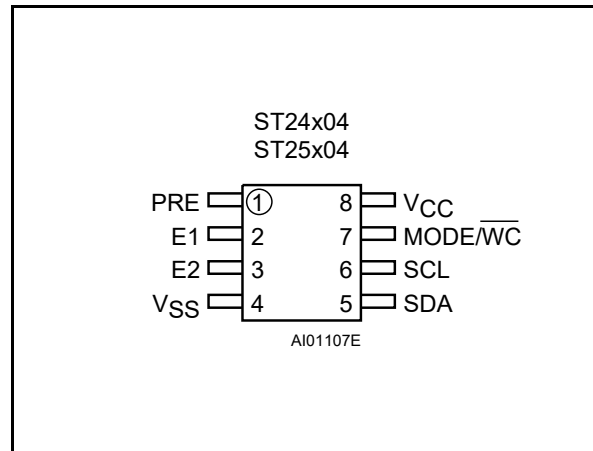 ST24x04
ST25x04
PRE 1 8 VCC
E1 2 7 MODE/WC
E2 3 6 SCL
VSS 4 5 SDA
AI01107E